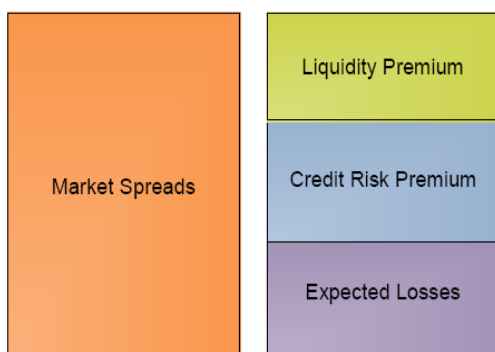 Market Spreads
Liquidity Premium
Credit Risk Premium
Expected Losses